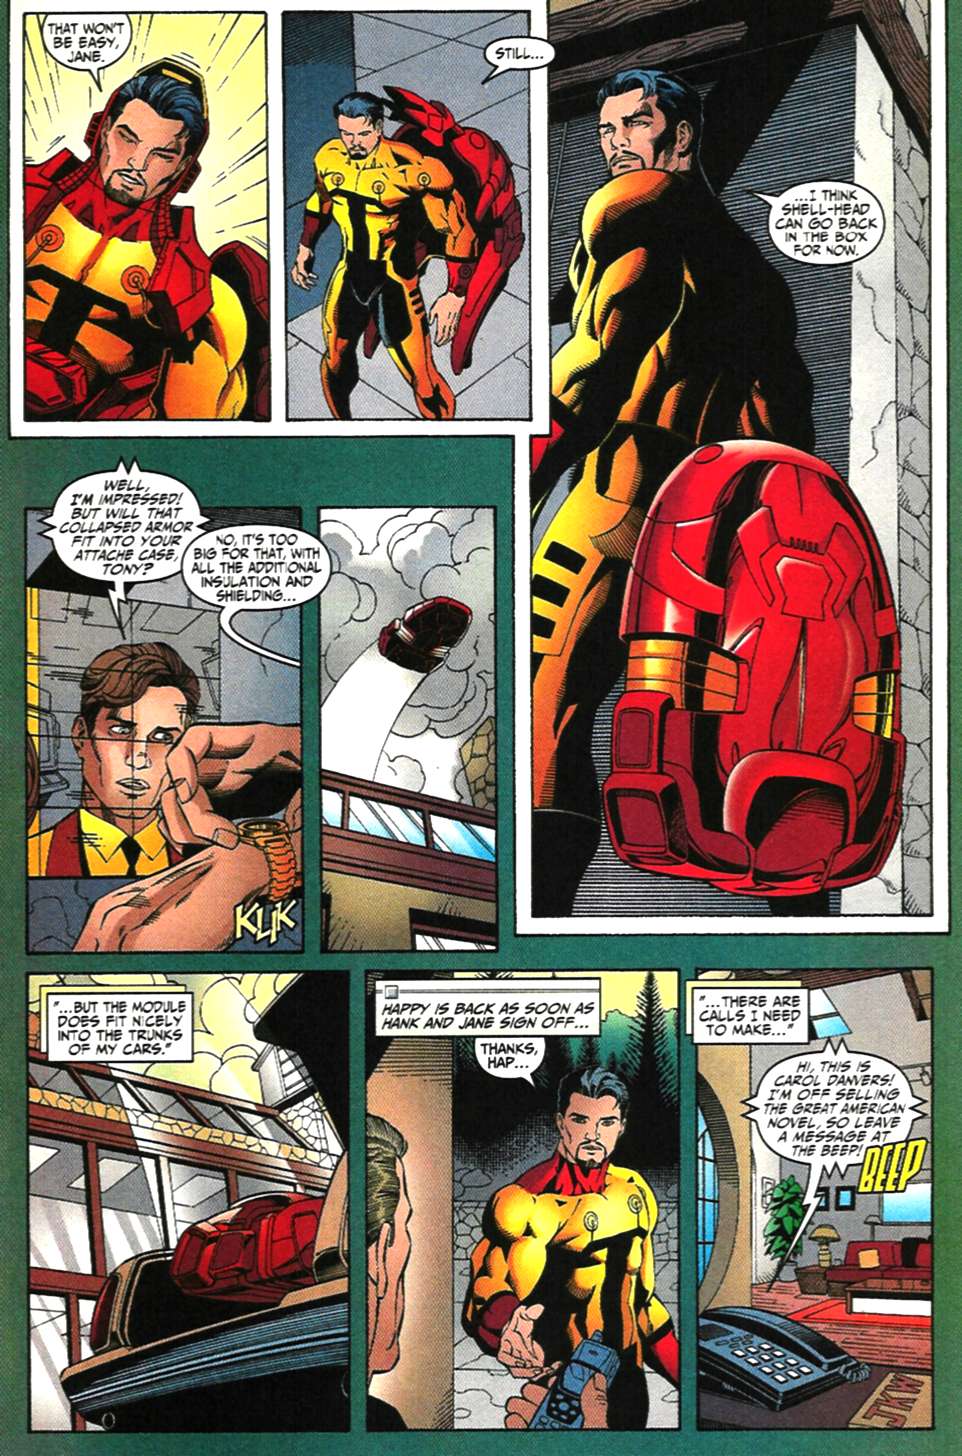 THAT WON'T
BE EASY,
JANE.
STILL...
...I THINK
SHELL-HEAD
CAN GO BACK
IN THE BOX
FOR NOW.
WELL,
I'M IMPRESSED!
BUT WILL THAT
COLLAPSED ARMOR
FIT INTO YOUR
ATTACHE CASE,
TONY?
NO, IT'S TOO
BIG FOR THAT, WITH
ALL THE ADDITIONAL
INSULATION AND
SHIELDING...
KLIK
"...BUT THE MODULE
DOES FIT NICELY
INTO THE TRUNKS
OF MY CARS."
HAPPY IS BACK AS SOON AS
HANK AND JANE SIGN OFF...
THANKS,
HAP...
"...THERE ARE
CALLS I NEED
TO MAKE..."
HI, THIS IS
CAROL DANVERS!
I'M OFF SELLING
THE GREAT AMERICAN
NOVEL, SO LEAVE
A MESSAGE AT
THE BEEP!
BEEP